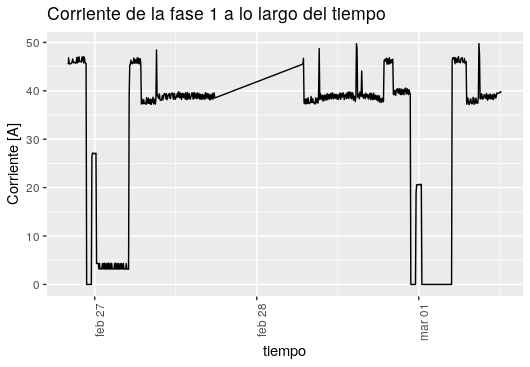 Corriente de la fase 1 a lo largo del tiempo
Corriente [A]
50
40
30
20
10
0
feb 27
feb 28
mar 01
tiempo